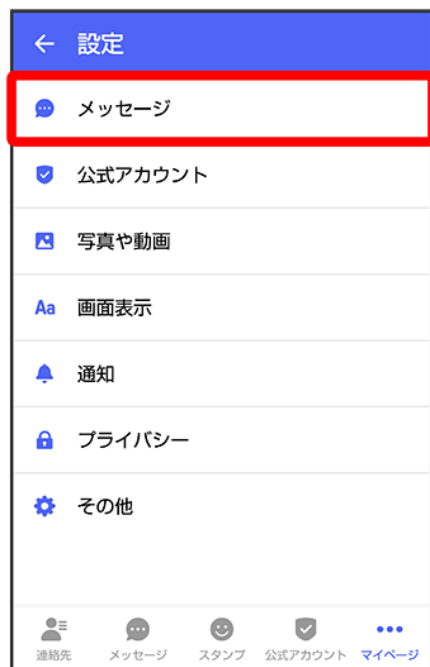 設定
メッセージ
公式アカウント
写真や動画
Aa 画面表示
通知
プライバシー
その他
連絡先 メッセージ スタンプ 公式アカウント マイページ